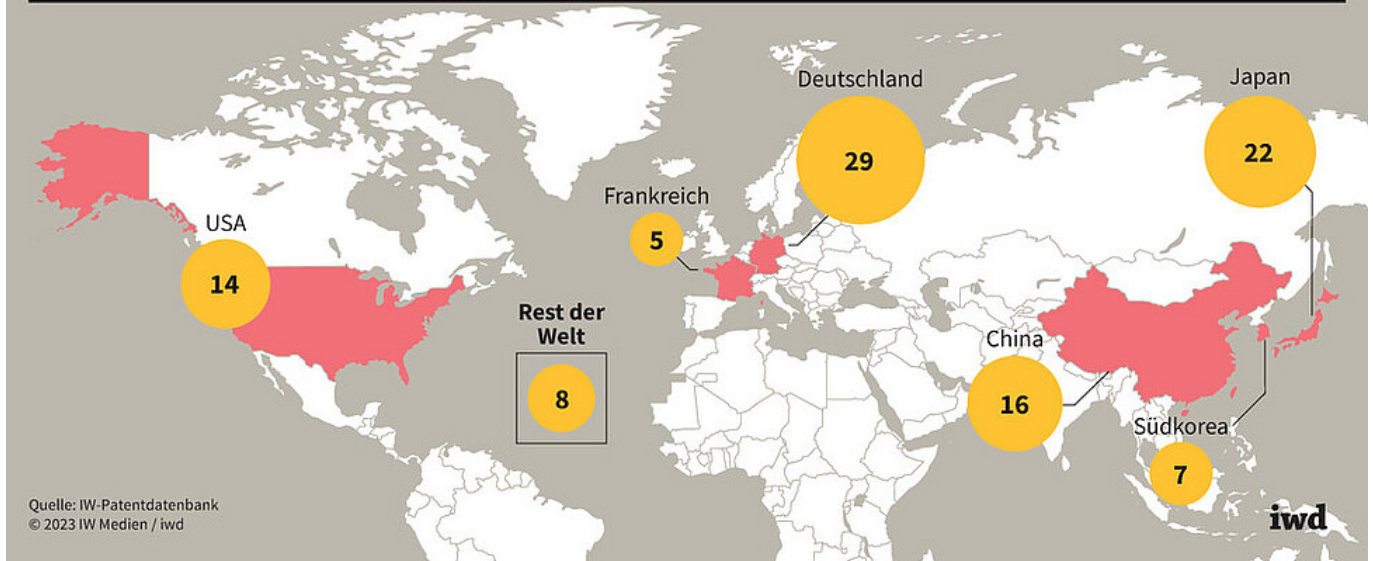 Deutschland
29
Japan
22
Frankreich
5
USA
14
Rest der
Welt
8
China
16
Südkorea
7
Quelle: IW-Patentdatenbank
© 2023 IW Medien / iwd
iwd